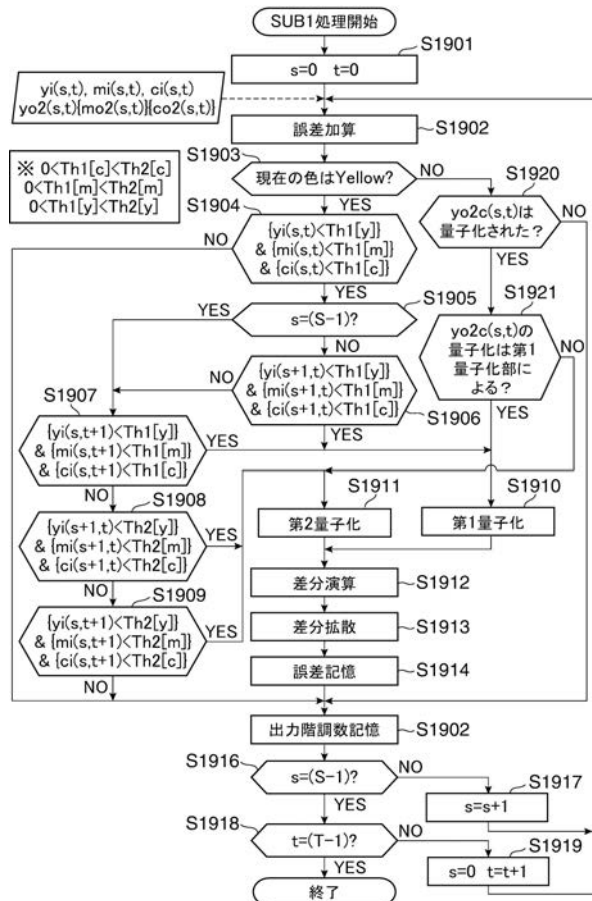 SUB1処理開始
S1901
s=0 t=0
yi(s,t), mi(s,t), ci(s,t)
yo2(s,t){mo2(s,t)}{co2(s,t)}
誤差加算
S1902
※ 0<Th1[c]<Th2[c]
0<Th1[m]<Th2[m]
0<Th1[y]<Th2[y]
S1903
現在の色はYellow?
NO
YES
S1920
yo2c(s,t)は
量子化された?
NO
YES
S1904
{yi(s,t)<Th1[y]}
& {mi(s,t)<Th1[m]}
& {ci(s,t)<Th1[c]}
NO
YES
S1905
s=(S-1)?
YES
NO
S1921
yo2c(s,t)の
量子化は第1
量子化部に
よる?
NO
YES
{yi(s+1,t)<Th1[y]}
& {mi(s+1,t)<Th1[m]}
& {ci(s+1,t)<Th1[c]}
NO
YES
S1906
S1907
{yi(s,t+1)<Th1[y]}
& {mi(s,t+1)<Th1[m]}
& {ci(s,t+1)<Th1[c]}
YES
NO
S1908
{yi(s+1,t)<Th2[y]}
& {mi(s+1,t)<Th2[m]}
& {ci(s+1,t)<Th2[c]}
YES
NO
S1909
{yi(s,t+1)<Th2[y]}
& {mi(s,t+1)<Th2[m]}
& {ci(s,t+1)<Th2[c]}
YES
NO
S1911
第2量子化
S1910
第1量子化
差分演算
S1912
差分拡散
S1913
誤差記憶
S1914
出力階調数記憶
S1902
S1916
s=(S-1)?
NO
YES
S1917
s=s+1
S1918
t=(T-1)?
NO
YES
S1919
s=0 t=t+1
終了